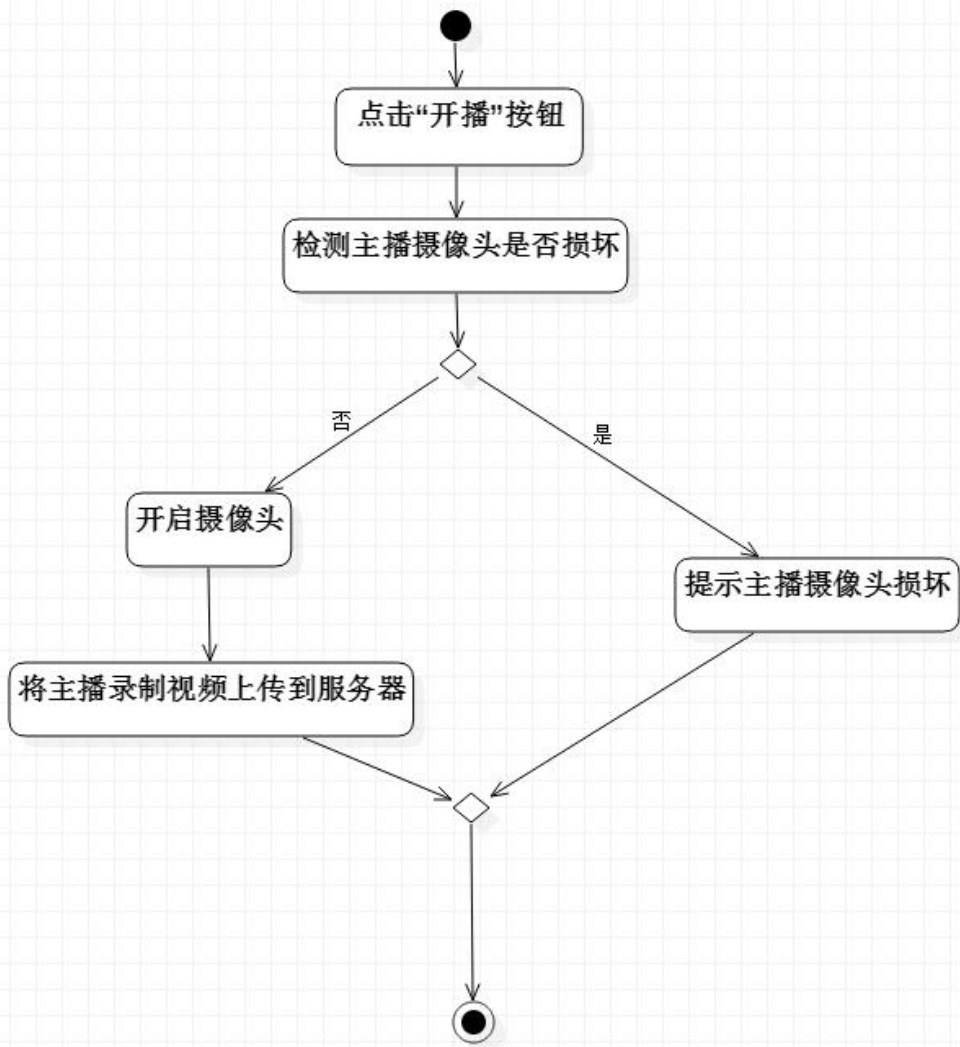 点击“开播”按钮
检测主播摄像头是否损坏
否
是
开启摄像头
提示主播摄像头损坏
将主播录制视频上传到服务器